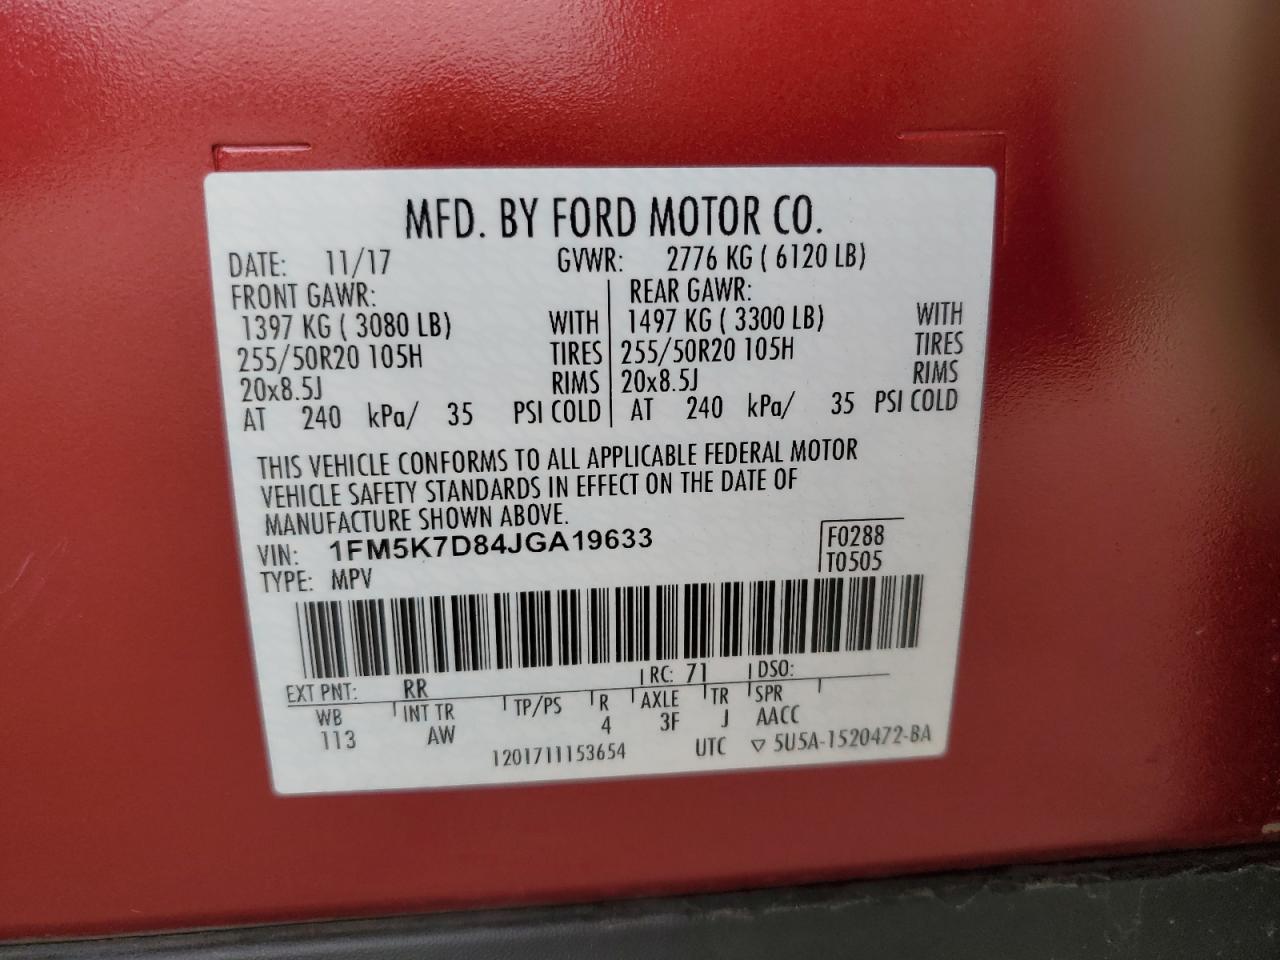 MFD. BY FORD MOTOR CO.
DATE: 11/17 GVWR: 2776 KG ( 6120 LB)
FRONT GAWR: REAR GAWR:
1397 KG ( 3080 LB) WITH 1497 KG ( 3300 LB) WITH
255/50R20 105H TIRES 255/50R20 105H TIRES
20x8.5J RIMS 20x8.5J RIMS
AT 240 kPa/ 35 PSI COLD AT 240 kPa/ 35 PSI COLD
THIS VEHICLE CONFORMS TO ALL APPLICABLE FEDERAL MOTOR
VEHICLE SAFETY STANDARDS IN EFFECT ON THE DATE OF
MANUFACTURE SHOWN ABOVE.
VIN: 1FM5K7D84JGA19633 F0288
TYPE: MPV T0505
EXT PNT: RR RC: 71 DSO:
WB INT TR TP/PS R AXLE TR SPR
113 AW 4 3F J AACC
1201711153654 UTC ▽ 5U5A-1520472-BA